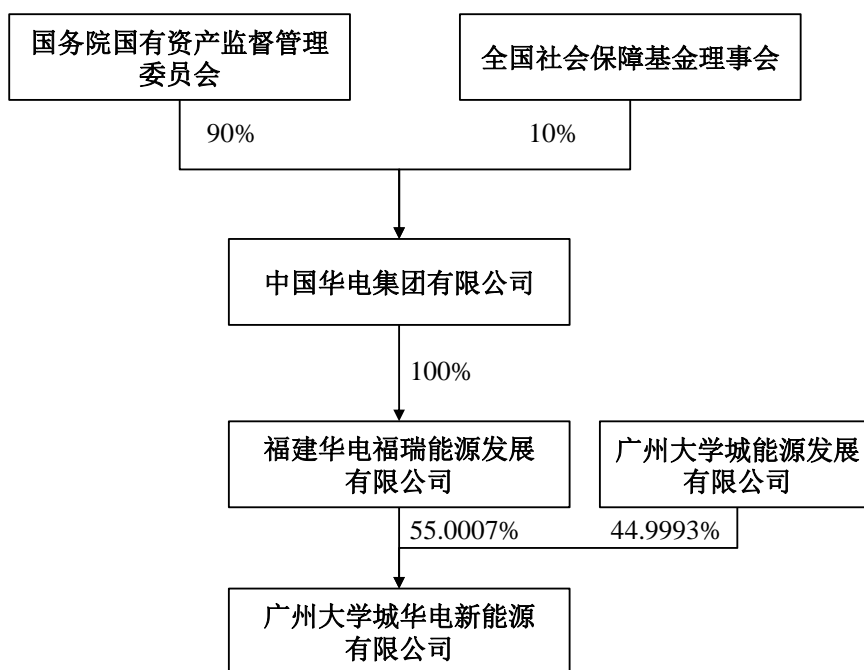 国务院国有资产监督管理
委员会
全国社会保障基金理事会
90%
10%
中国华电集团有限公司
100%
福建华电福瑞能源发展
有限公司
广州大学城能源发展
有限公司
55.0007%
44.9993%
广州大学城华电新能源
有限公司